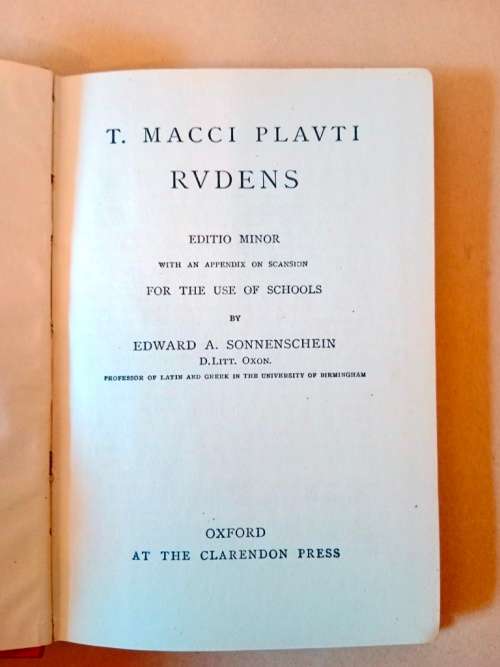 T. MACCI PLAVTI
RVDENS
EDITIO MINOR
WITH AN APPENDIX ON SCANSION
FOR THE USE OF SCHOOLS
BY
EDWARD A. SONNENSCHEIN
D.LITT. OXON.
PROFESSOR OF LATIN AND GREEK IN THE UNIVERSITY OF BIRMINGHAM
OXFORD
AT THE CLARENDON PRESS